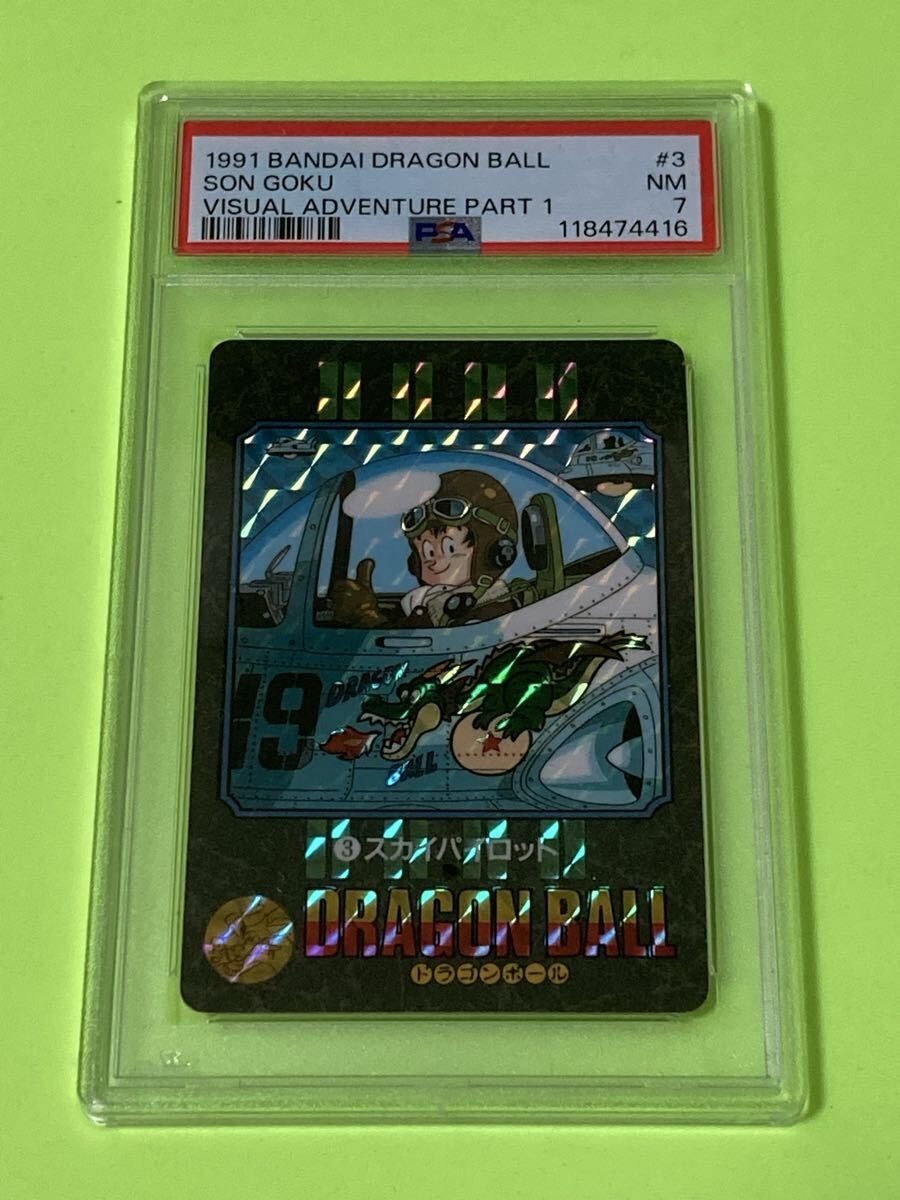 1991 BANDAI DRAGON BALL #3
SON GOKU NM
VISUAL ADVENTURE PART 1 7
PSA 118474416
19
DRAGON
BALL
3 スカイパイロット
DRAGON BALL
ドラゴンボール